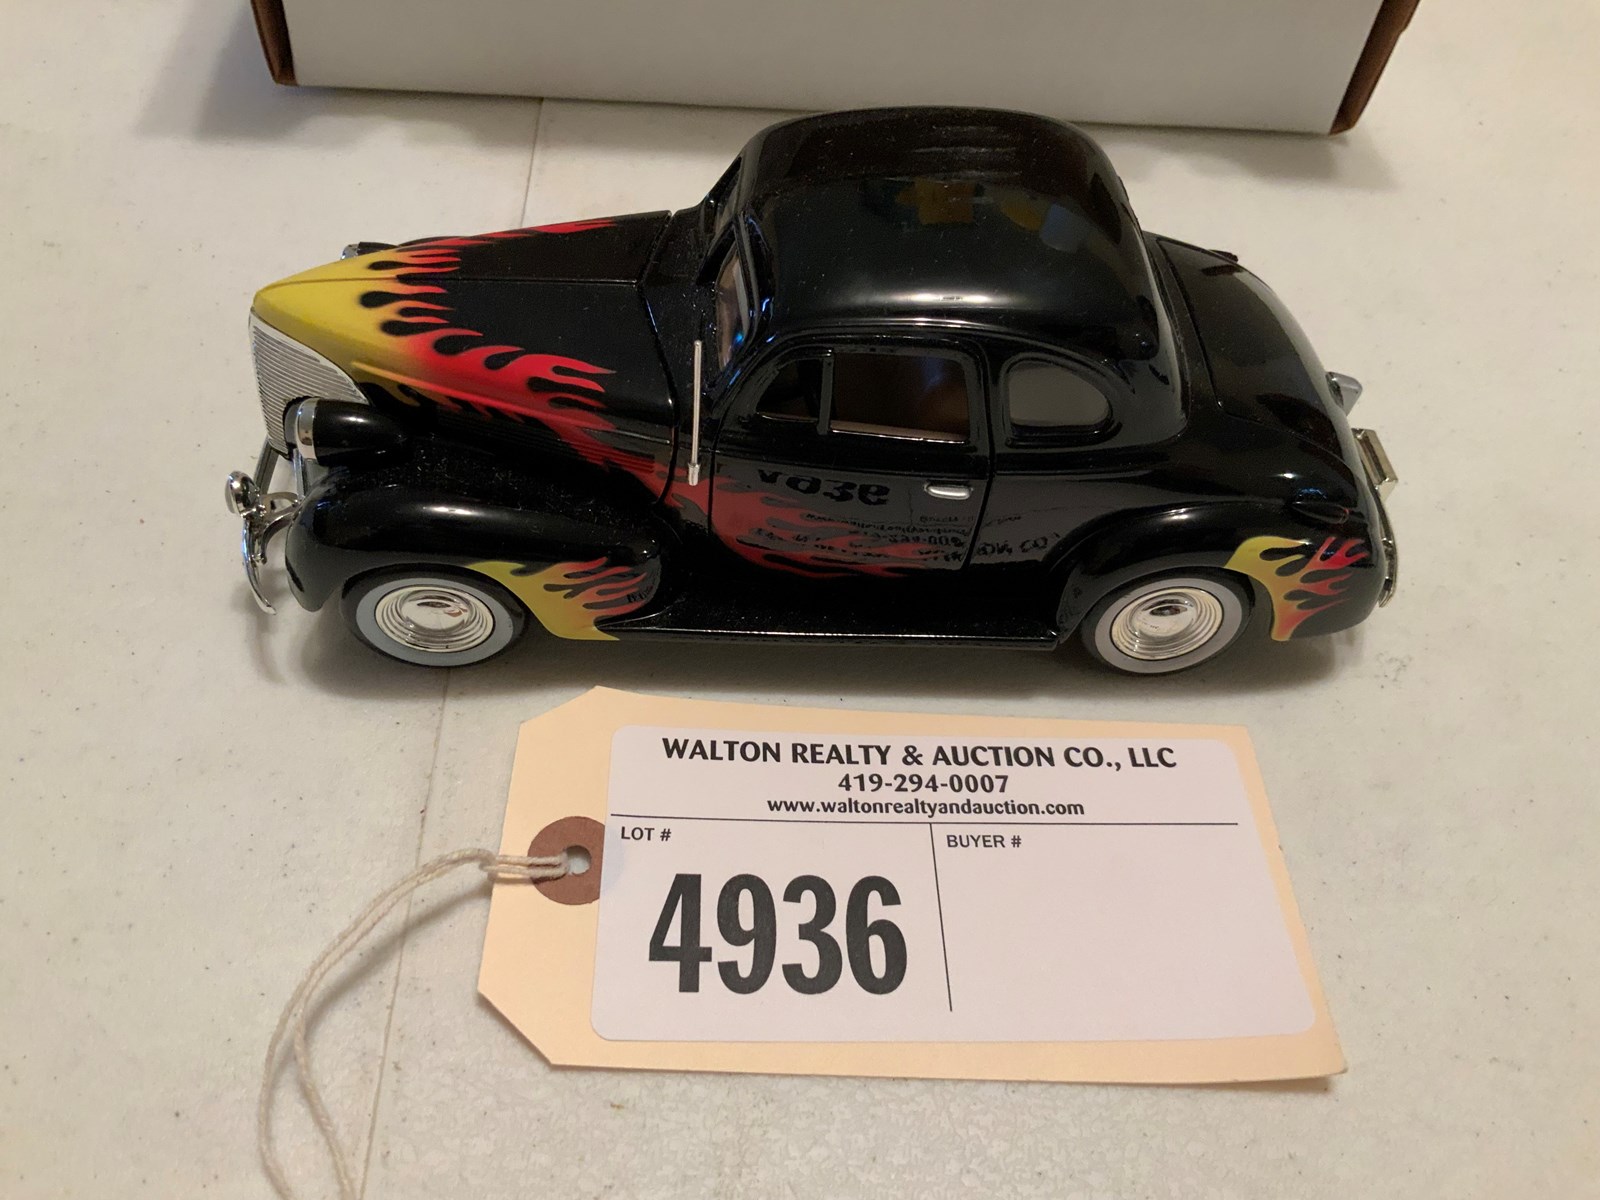 WALTON REALTY & AUCTION CO., LLC
419-294-0007
www.waltonrealtyandauction.com
LOT #
BUYER #
4936